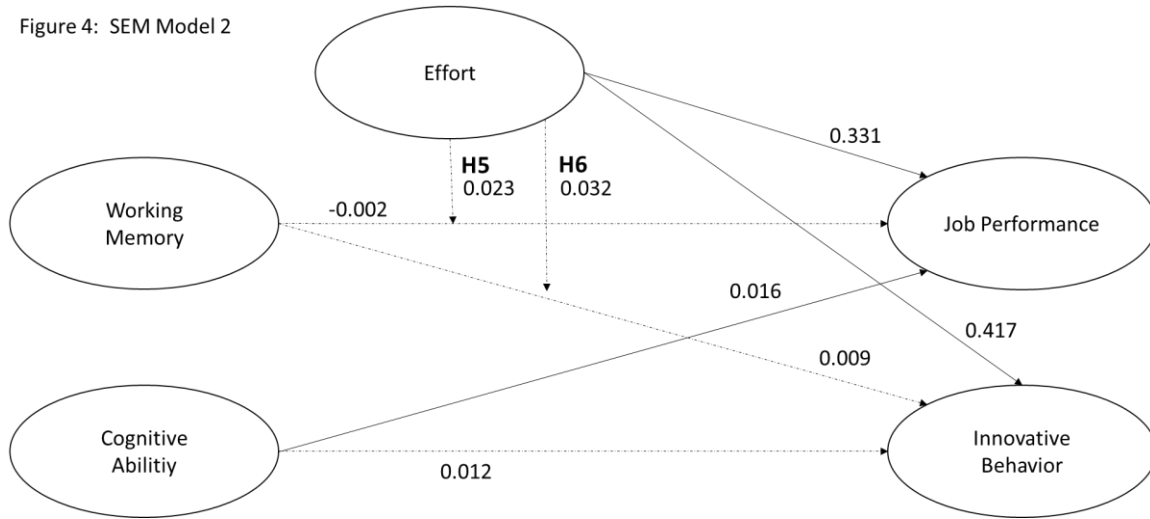 Figure 4: SEM Model 2
Effort
0.331
H5
H6
0.023
0.032
Working
Memory
-0.002
Job Performance
0.016
0.417
0.009
Cognitive
Abilitiy
0.012
Innovative
Behavior